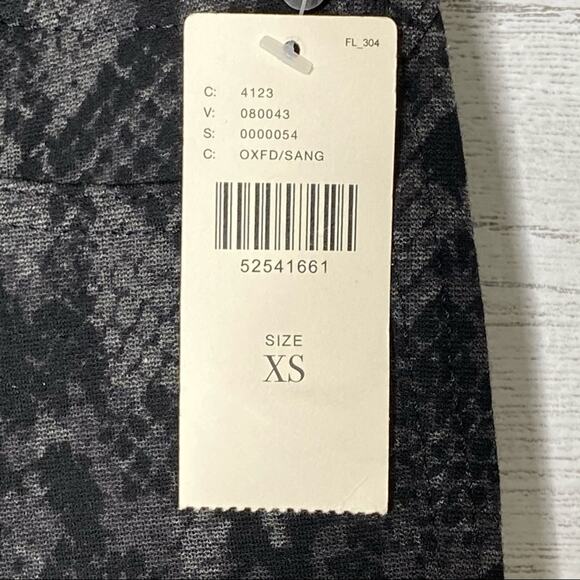 FL_304
C: 4123
V: 080043
S: 0000054
C: OXFD/SANG
52541661
SIZE
XS